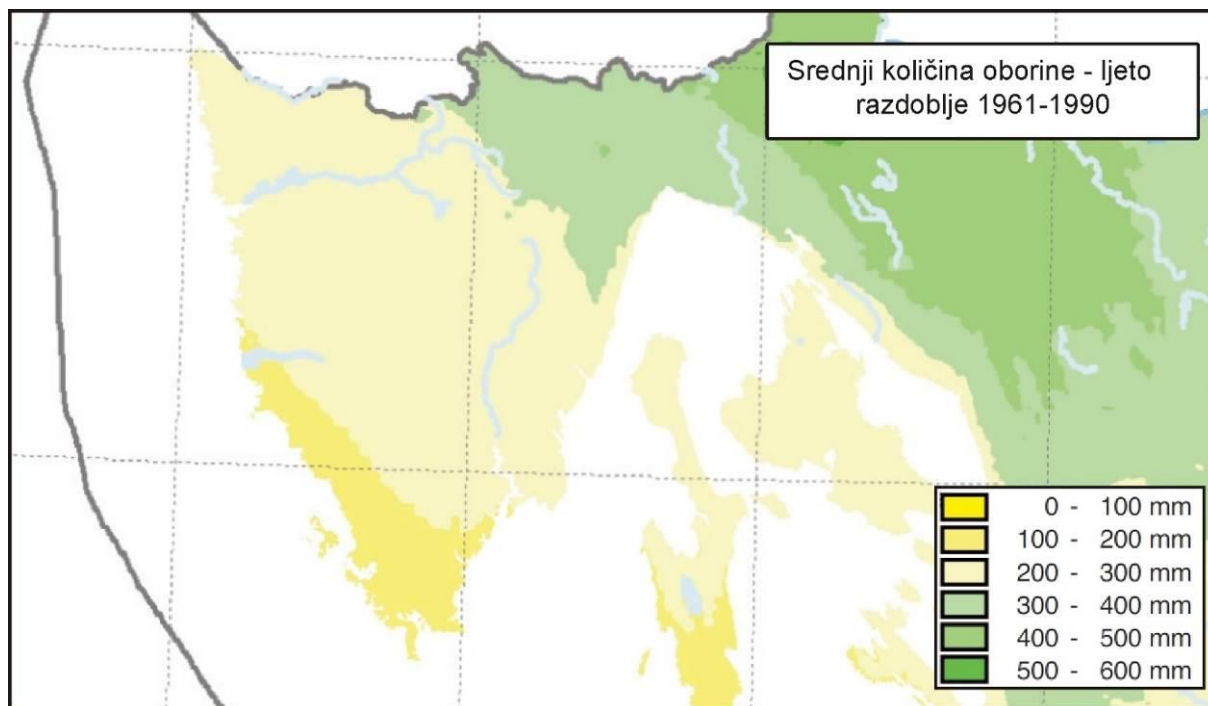 Srednji količina oborine - ljeto
razdoblje 1961-1990
0 - 100 mm
100 - 200 mm
200 - 300 mm
300 - 400 mm
400 - 500 mm
500 - 600 mm